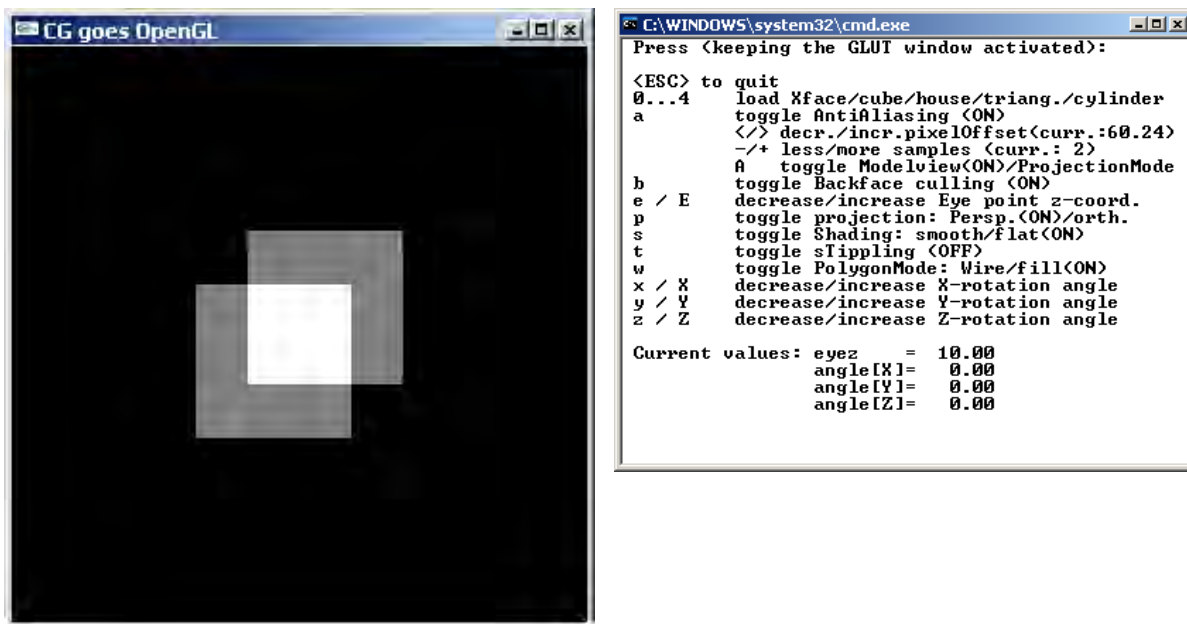 CG goes OpenGL
C:\WINDOWS\system32\cmd.exe
Press (keeping the GLUT window activated):
<ESC> to quit
0...4 load Xface/cube/house/triang./cylinder
a toggle AntiAliasing (ON)
</> decr./incr.pixelOffset(curr.:60.24)
-/+ less/more samples (curr.: 2)
A toggle Modelview(ON)/ProjectionMode
b toggle Backface culling (ON)
e / E decrease/increase Eye point z-coord.
p toggle projection: Persp.(ON)/orth.
s toggle Shading: smooth/flat(ON)
t toggle sTippling (OFF)
w toggle PolygonMode: Wire/fill(ON)
x / X decrease/increase X-rotation angle
y / Y decrease/increase Y-rotation angle
z / Z decrease/increase Z-rotation angle
Current values: eyez = 10.00
angle[X]= 0.00
angle[Y]= 0.00
angle[Z]= 0.00